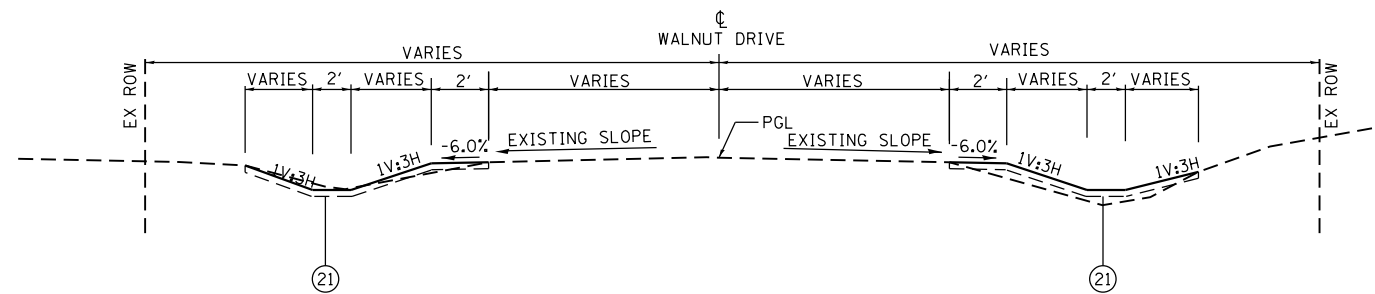 ℄
WALNUT DRIVE
VARIES VARIES
VARIES 2' VARIES 2' VARIES VARIES 2' VARIES 2' VARIES
EX ROW
EX ROW
PGL
-6.0% EXISTING SLOPE EXISTING SLOPE -6.0%
1V:3H 1V:3H 1V:3H 1V:3H
21 21